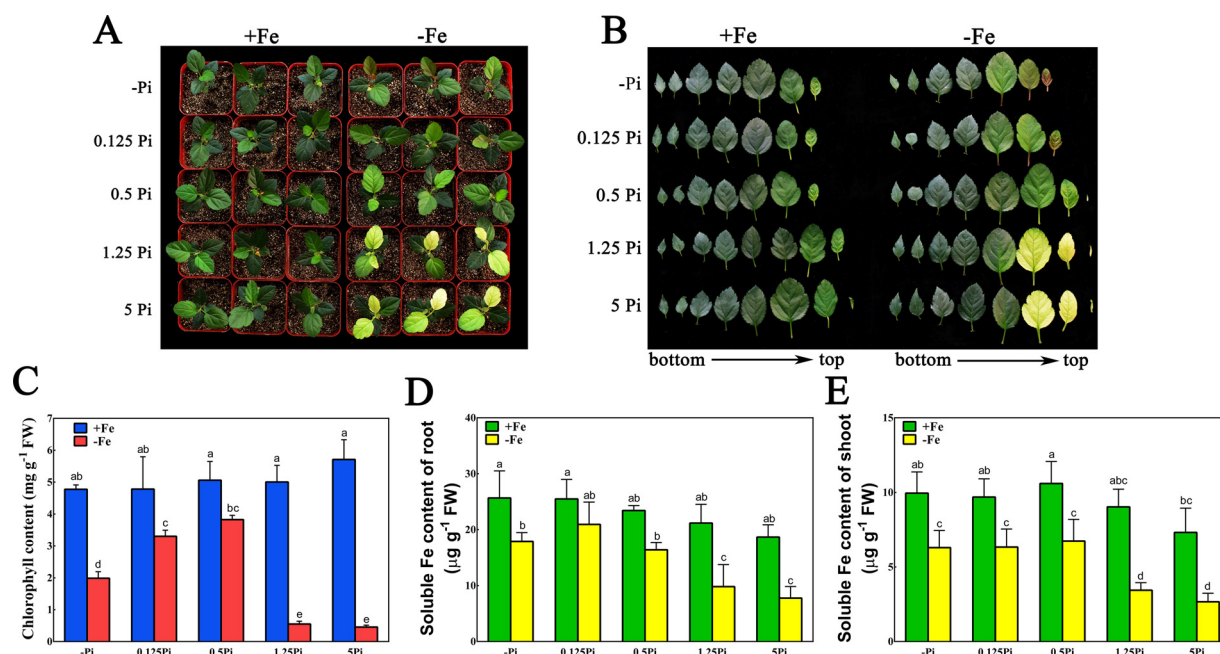 A
+Fe -Fe
-Pi
0.125 Pi
0.5 Pi
1.25 Pi
5 Pi
B
+Fe -Fe
-Pi
0.125 Pi
0.5 Pi
1.25 Pi
5 Pi
bottom top bottom top
C
Chlorophyll content (mg g-1 FW)
7
6
5
4
3
2
1
0
+Fe
-Fe
ab ab a a a
d c bc e e
-Pi 0.125Pi 0.5Pi 1.25Pi 5Pi
D
Soluble Fe content of root
(μg g-1 FW)
40
30
20
10
0
+Fe
-Fe
a a ab ab ab
b ab b c c
-Pi 0.125Pi 0.5Pi 1.25Pi 5Pi
E
Soluble Fe content of shoot
(μg g-1 FW)
15
10
5
0
+Fe
-Fe
ab ab a abc bc
c c c d d
-Pi 0.125Pi 0.5Pi 1.25Pi 5Pi